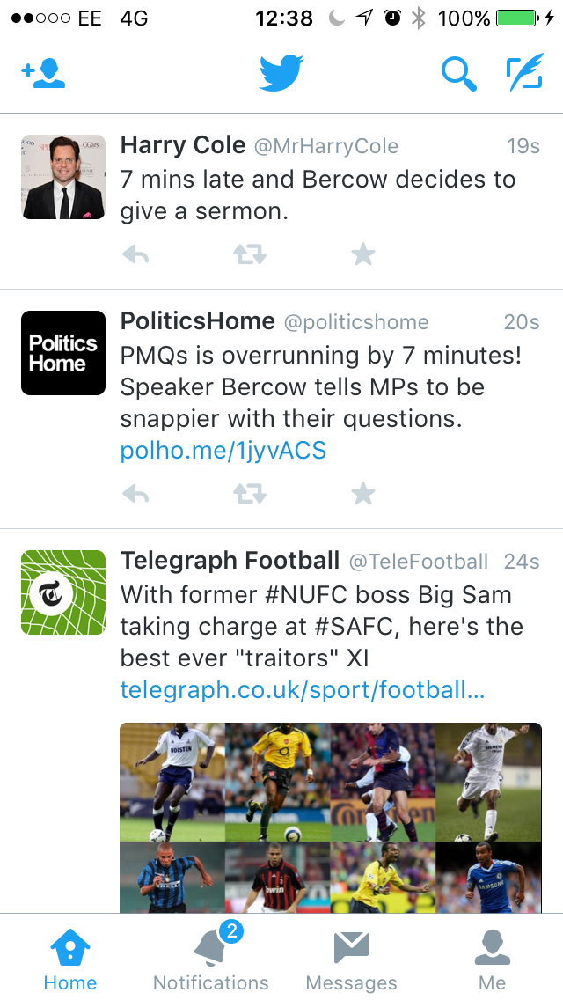 EE 4G 12:38 100%
Harry Cole @MrHarryCole 19s
7 mins late and Bercow decides to
give a sermon.
Politics
Home
PoliticsHome @politicshome 20s
PMQs is overrunning by 7 minutes!
Speaker Bercow tells MPs to be
snappier with their questions.
polho.me/1jyvACS
Telegraph Football @TeleFootball 24s
With former #NUFC boss Big Sam
taking charge at #SAFC, here's the
best ever "traitors" XI
telegraph.co.uk/sport/football...
HOLSTEN
SIEMENS
PIRELLI
bwin
SAMSUNG
2
Home Notifications Messages Me